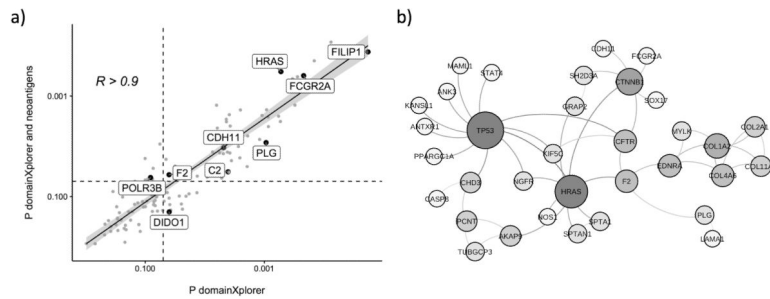 a)
R > 0.9
HRAS
FILIP1
FCGR2A
CDH11
PLG
F2
C2
POLR3B
DIDO1
0.001
0.100
P domainXplorer and neoantigens
0.100
0.001
P domainXplorer
b)
CDH11
FCGR2A
MAML1
STAT4
SH2D3A
CTNNB1
ANK3
KANSL1
GRAP2
SOX17
ANTXR1
TP53
MYLK
COL2A1
PPARGC1A
KIF5C
CFTR
COL1A2
EDNRA
COL11A
CHD3
NGFR
HRAS
F2
COL4A6
CASP8
PCNT
NOS1
SPTA1
PLG
AKAP9
SPTAN1
LAMA1
TUBGCP3